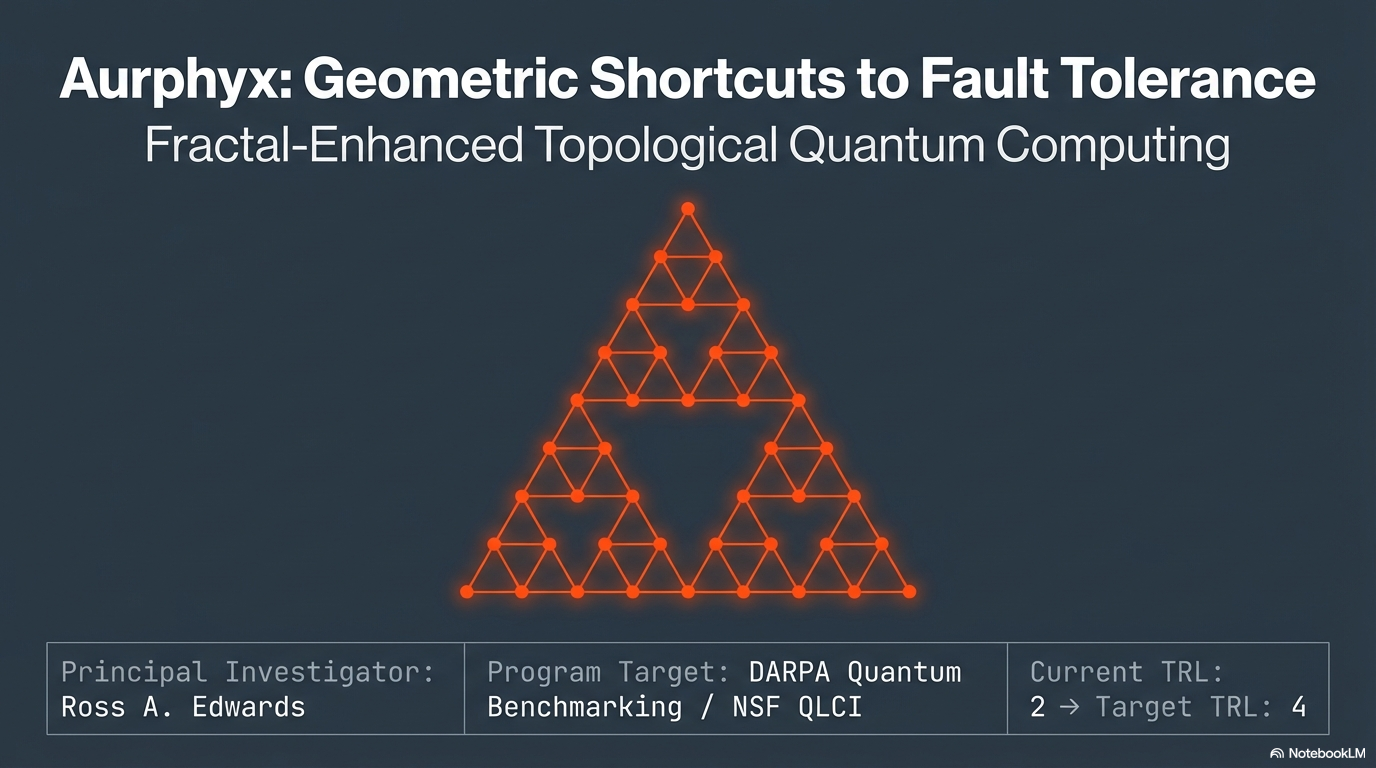 Aurphyx: Geometric Shortcuts to Fault Tolerance
Fractal-Enhanced Topological Quantum Computing
Principal Investigator:
Ross A. Edwards
Program Target: DARPA Quantum
Benchmarking / NSF QLCI
Current TRL:
2 → Target TRL: 4
NotebookLM